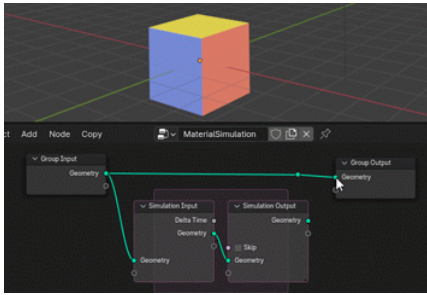 ct Add Node Copy MaterialSimulation
Group Input
Geometry
Group Output
Geometry
Simulation Input
Delta Time
Geometry
Geometry
Simulation Output
Geometry
Skip
Geometry